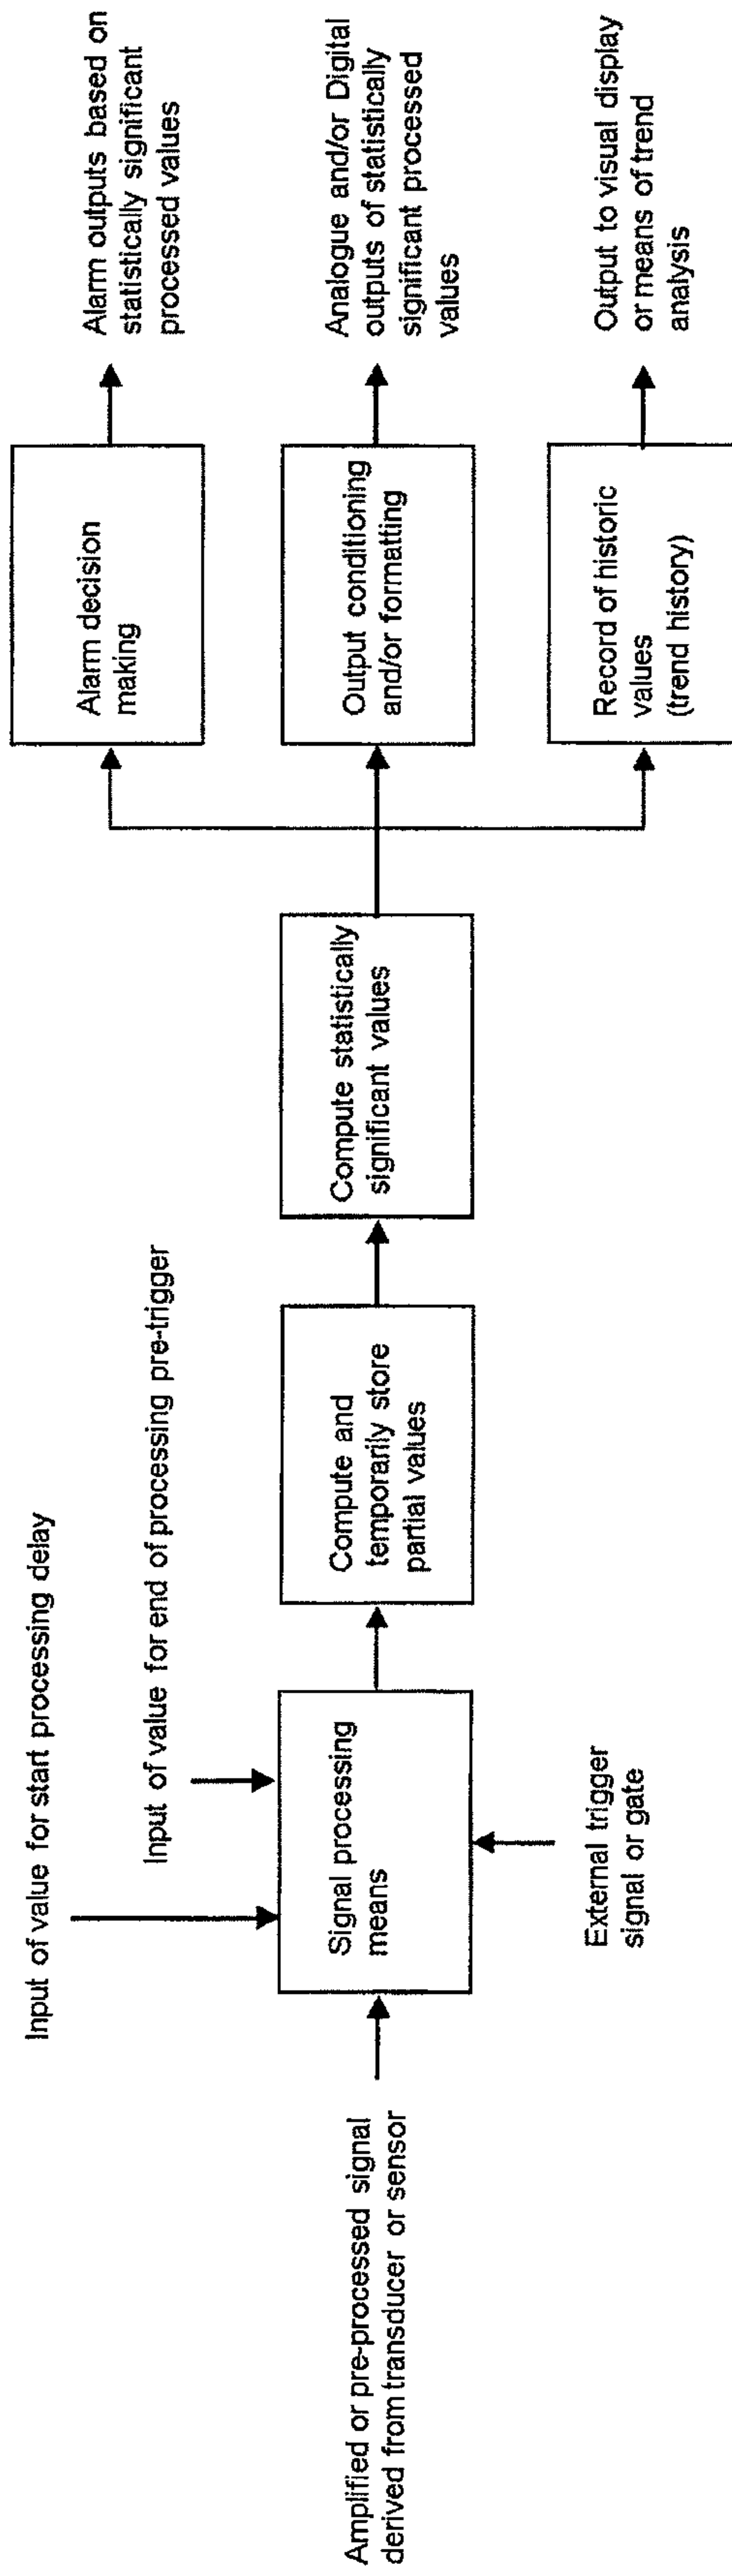 Input of value for start processing delay
Input of value for end of processing pre-trigger
Amplified or pre-processed signal
derived from transducer or sensor
Signal processing
means
External trigger
signal or gate
Compute and
temporarily store
partial values
Compute statistically
significant values
Alarm decision
making
Alarm outputs based on
statistically significant
processed values
Output conditioning
and/or formatting
Analogue and/or Digital
outputs of statistically
significant processed
values
Record of historic
values
(trend history)
Output to visual display
or means of trend
analysis